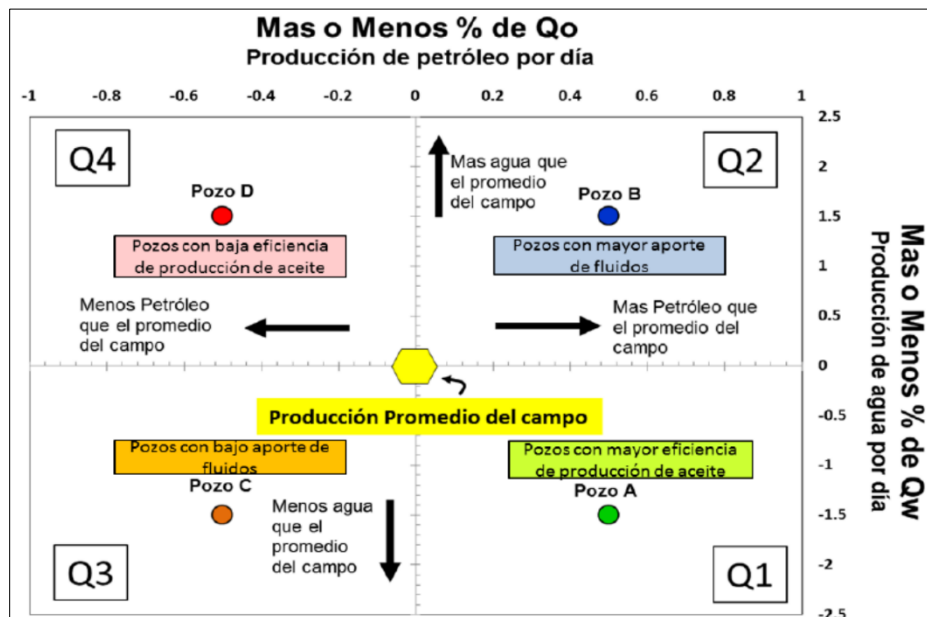 Mas o Menos % de Qo
Producción de petróleo por día
-1 -0.8 -0.6 -0.4 -0.2 0 0.2 0.4 0.6 0.8 1
2.5
Q4
Q2
Mas agua que
el promedio
del campo
2
Pozo D
Pozo B
1.5
Pozos con baja eficiencia
de producción de aceite
Pozos con mayor aporte
de fluidos
1
Menos Petróleo
que el promedio
del campo
Mas Petróleo que
el promedio del
campo
0.5
0
Producción Promedio del campo
-0.5
Pozos con bajo aporte de
fluidos
Pozos con mayor eficiencia
de producción de aceite
-1
Pozo C
Pozo A
Menos agua
que el
promedio
del campo
-1.5
Q3
Q1
-2
-2.5
Mas o Menos % de Qw
Producción de agua por día